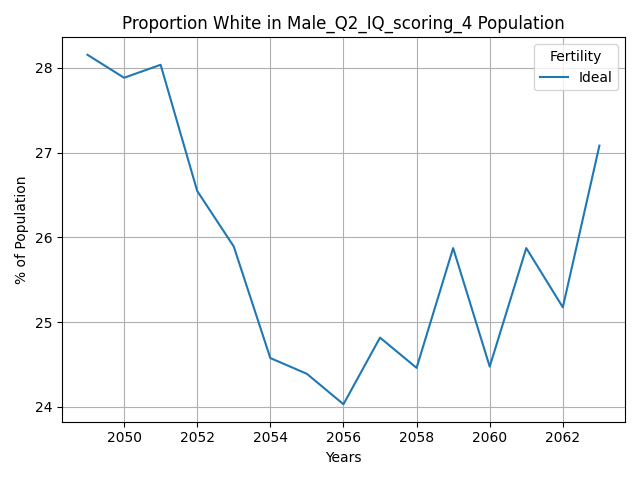 Proportion White in Male_Q2_IQ_scoring_4 Population
Fertility
Ideal
28
27
26
25
24
% of Population
2050 2052 2054 2056 2058 2060 2062
Years